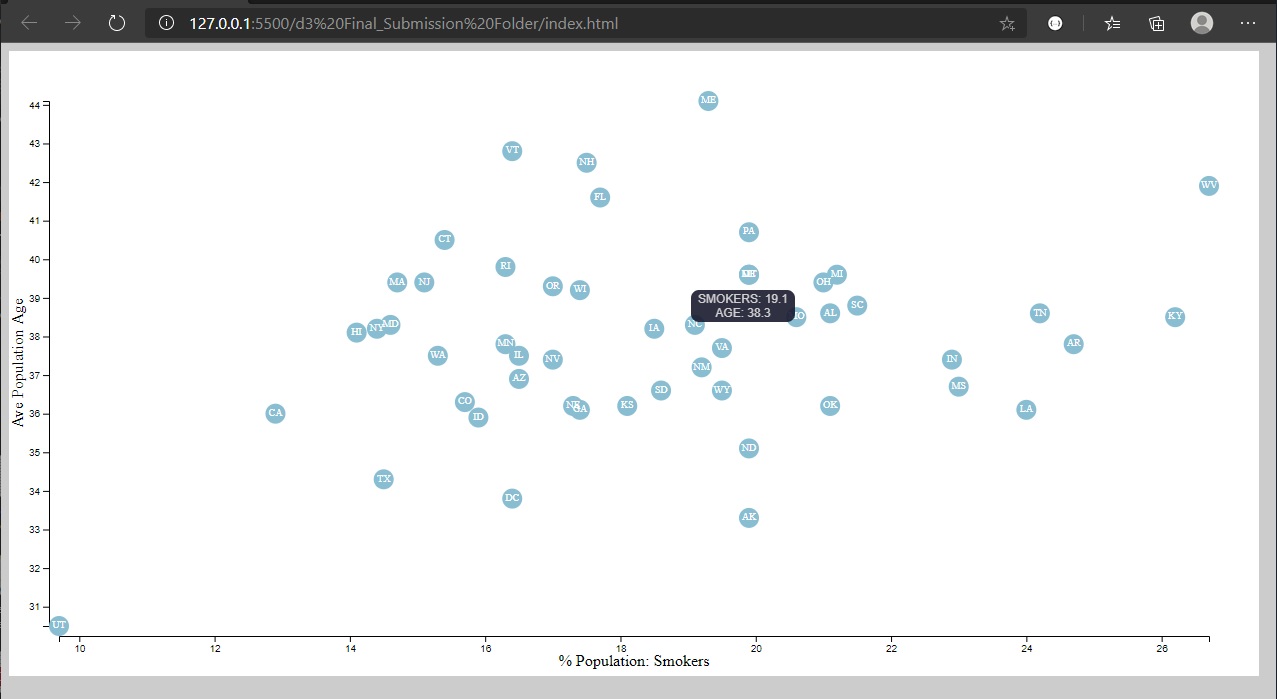 127.0.0.1:5500/d3%20Final_Submission%20Folder/index.html
44
43
42
41
40
39
38
37
36
35
34
33
32
31
Ave Population Age
ME
VT
NH
FL
WV
PA
CT
RI
MI
OH
MA
NJ
OR
WI
SMOKERS: 19.1
AGE: 38.3
SC
AL
TN
KY
HI
NY
MD
IA
NC
MN
IL
VA
AR
WA
NV
IN
NM
AZ
MS
SD
WY
CO
KS
OK
GA
LA
CA
ID
ND
TX
DC
AK
UT
10
12
14
16
18
20
22
24
26
% Population: Smokers